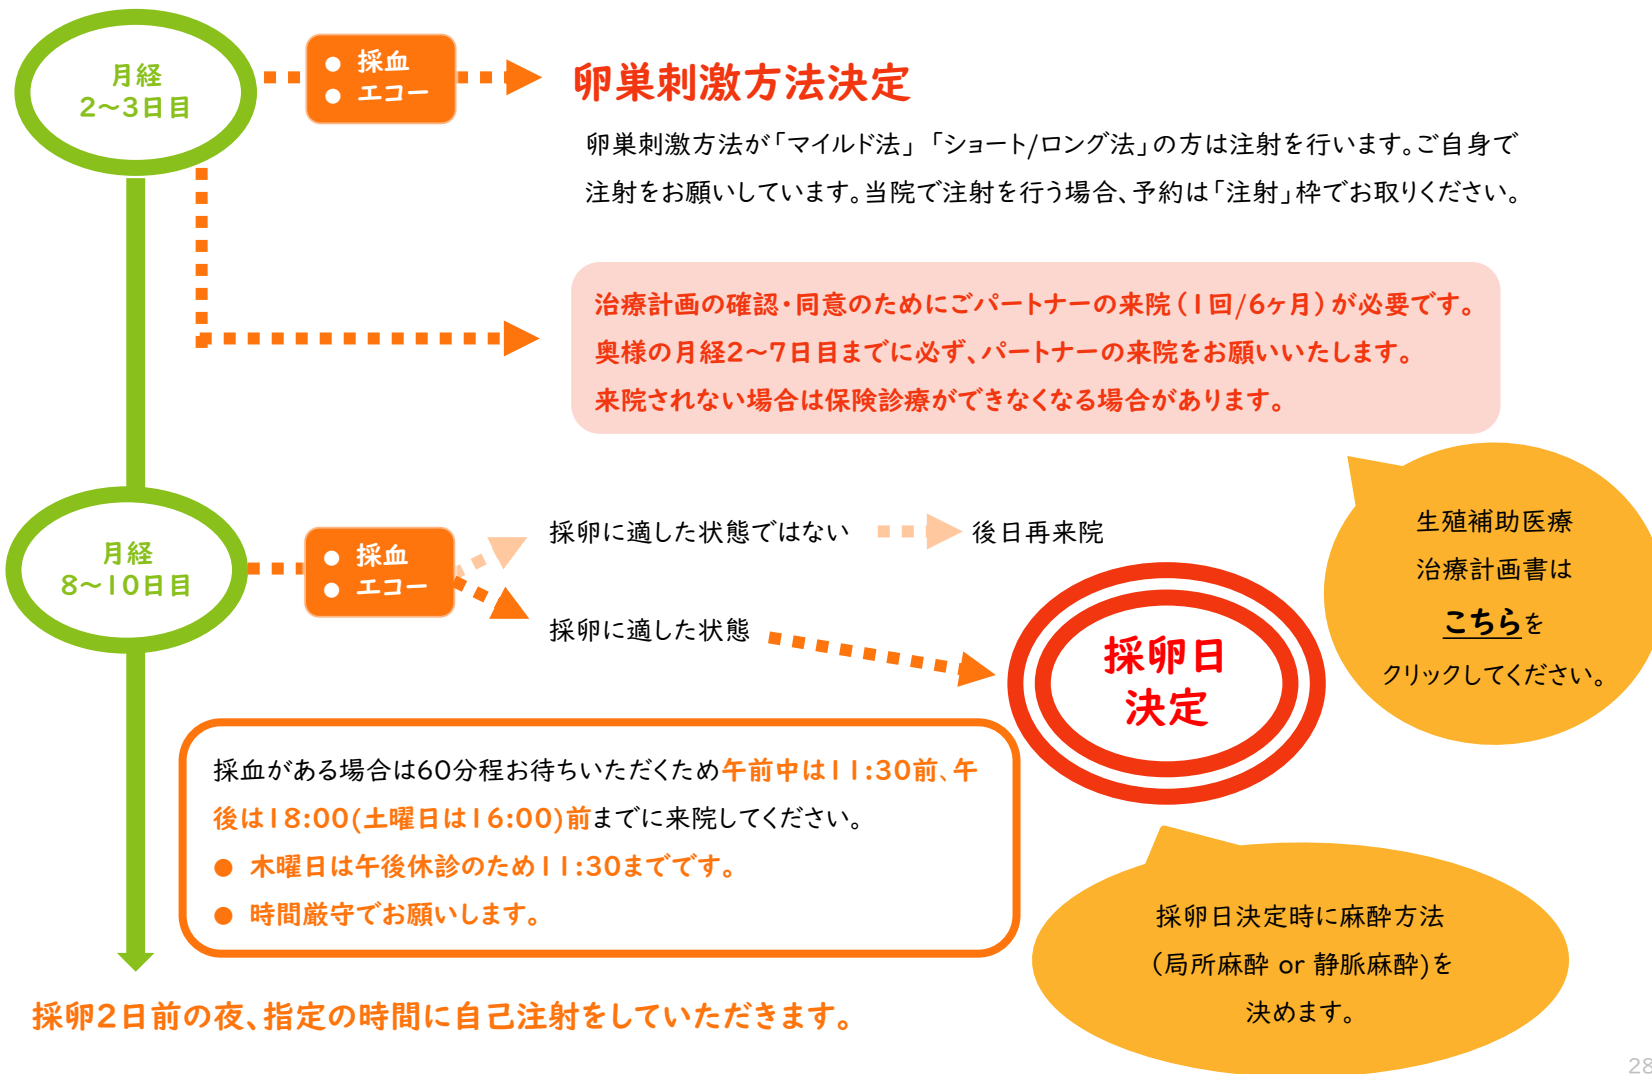 月経
2～3日目
● 採血
● エコー
卵巣刺激方法決定
卵巣刺激方法が「マイルド法」「ショート/ロング法」の方は注射を行います。ご自身で
注射をお願いしています。当院で注射を行う場合、予約は「注射」枠でお取りください。
治療計画の確認・同意のためにごパートナーの来院(1回/6ヶ月)が必要です。
奥様の月経2～7日目までに必ず、パートナーの来院をお願いいたします。
来院されない場合は保険診療ができなくなる場合があります。
月経
8～10日目
● 採血
● エコー
採卵に適した状態ではない
後日再来院
採卵に適した状態
採卵日
決定
生殖補助医療
治療計画書は
こちらを
クリックしてください。
採血がある場合は60分程お待ちいただくため午前中は11:30前、午
後は18:00(土曜日は16:00)前までに来院してください。
● 木曜日は午後休診のため11:30までです。
● 時間厳守でお願いします。
採卵日決定時に麻酔方法
(局所麻酔 or 静脈麻酔)を
決めます。
採卵2日前の夜、指定の時間に自己注射をしていただきます。
28